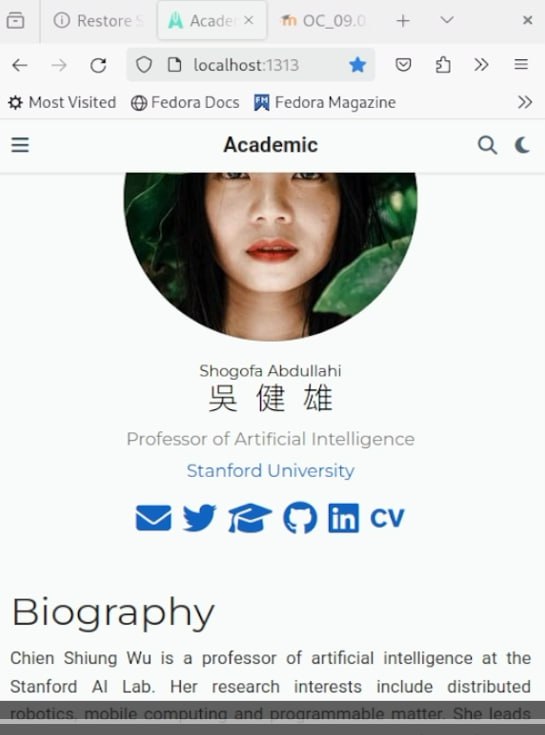 Restore S
Acade
OC_09.0
localhost:1313
Most Visited
Fedora Docs
Fedora Magazine
Academic
Shogofa Abdullahi
吳健雄
Professor of Artificial Intelligence
Stanford University
CV
Biography
Chien Shiung Wu is a professor of artificial intelligence at the
Stanford AI Lab. Her research interests include distributed
robotics, mobile computing and programmable matter. She leads